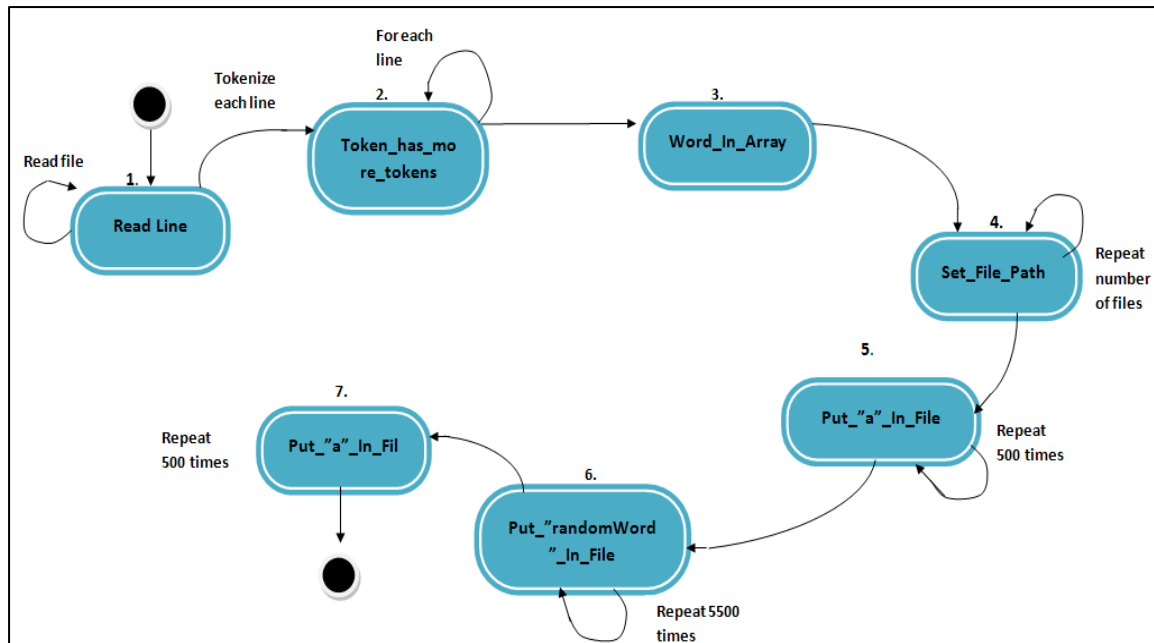 For each
line
Tokenize
each line
2.
3.
Token_has_mo
re_tokens
Word_In_Array
Read file
1.
Read Line
4.
Set_File_Path
Repeat
number
of files
5.
Put_”a”_In_File
Repeat
500 times
7.
Put_”a”_In_Fil
Repeat
500 times
6.
Put_”randomWord
”_In_File
Repeat 5500
times